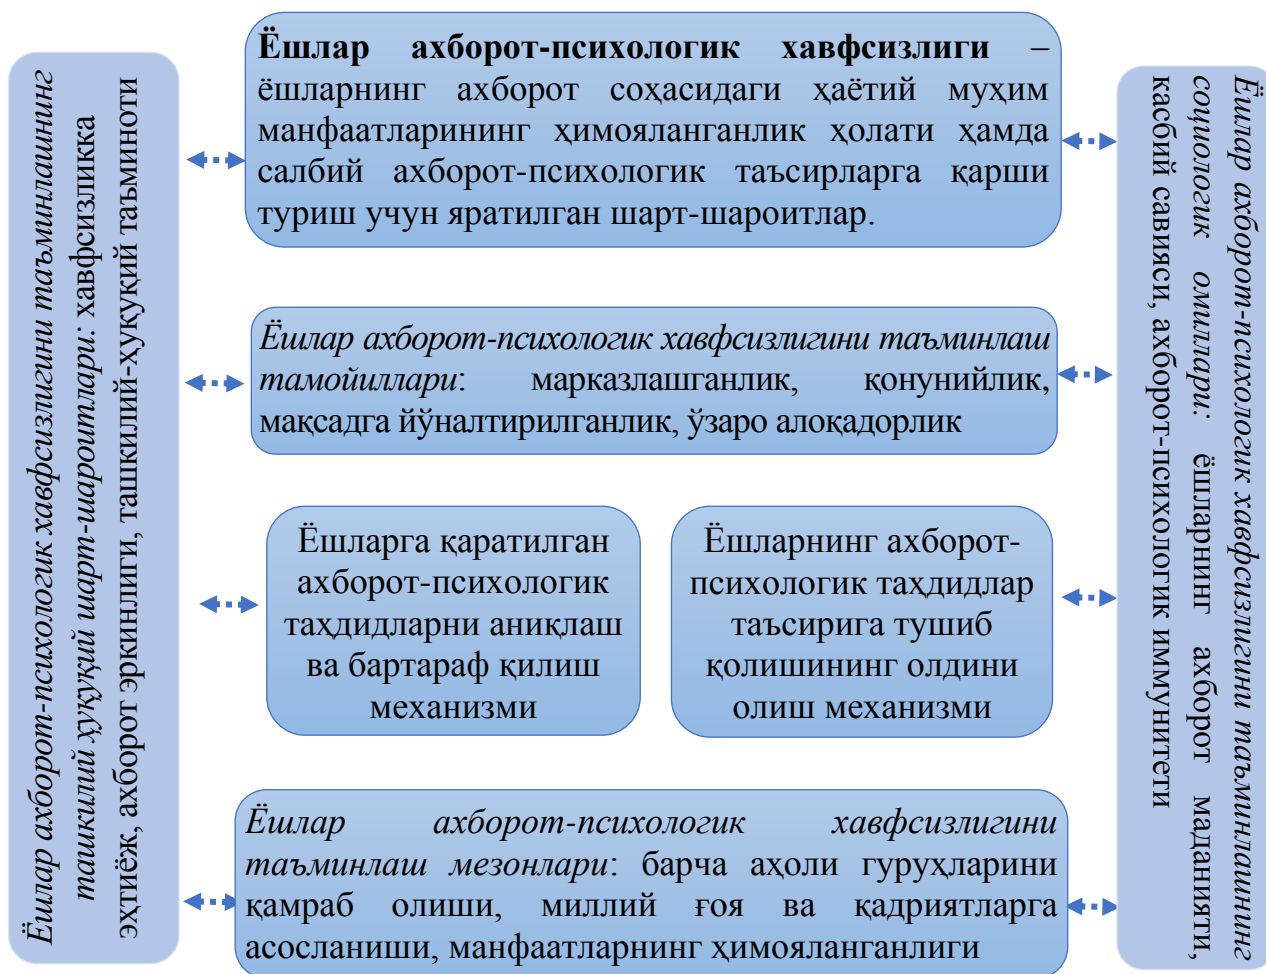 Ёшлар ахборот-психологик хавфсизлигини таъминлашнинг
ташкилий ҳуқуқий шарт-шароитлари: хавфсизликка
эҳтиёж, ахборот эркинлиги, ташкилий-ҳуқуқий таъминоти
Ёшлар ахборот-психологик хавфсизлиги –
ёшларнинг ахборот соҳасидаги ҳаётий муҳим
манфаатларининг ҳимояланганлик ҳолати ҳамда
салбий ахборот-психологик таъсирларга қарши
туриш учун яратилган шарт-шароитлар.
Ёшлар ахборот-психологик хавфсизлигини таъминлаш
тамойиллари: марказлашганлик, қонунийлик,
мақсадга йўналтирилганлик, ўзаро алоқадорлик
Ёшларга қаратилган
ахборот-психологик
таҳдидларни аниқлаш
ва бартараф қилиш
механизми
Ёшларнинг ахборот-
психологик таҳдидлар
таъсирига тушиб
қолишининг олдини
олиш механизми
Ёшлар ахборот-психологик хавфсизлигини
таъминлаш мезонлари: барча аҳоли гуруҳларини
қамраб олиши, миллий ғоя ва қадриятларга
асосланиши, манфаатларнинг ҳимояланганлиги
Ёшлар ахборот-психологик хавфсизлигини таъминлашнинг
социологик омиллари: ёшларнинг ахборот маданияти,
касбий савияси, ахборот-психологик иммунитети